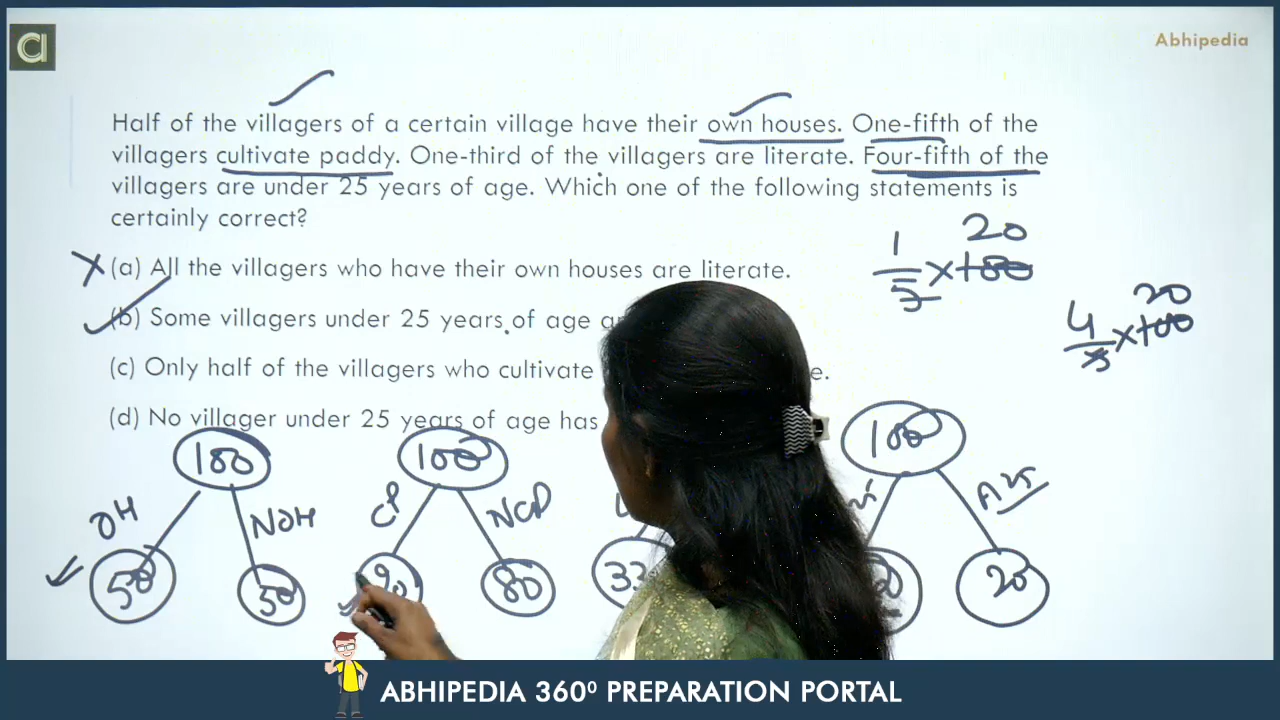 Abhipedia
Half of the villagers of a certain village have their own houses. One-fifth of the
villagers cultivate paddy. One-third of the villagers are literate. Four-fifth of the
villagers are under 25 years of age. Which one of the following statements is
certainly correct?
(a) All the villagers who have their own houses are literate.
(b) Some villagers under 25 years of age
(c) Only half of the villagers who cultivate
(d) No villager under 25 years of age has
1/5 × 100 20
4/5 × 100 20
100 100 100
OH NOH CP NCP
50 50 80 33 20
ABHIPEDIA 360⁰ PREPARATION PORTAL